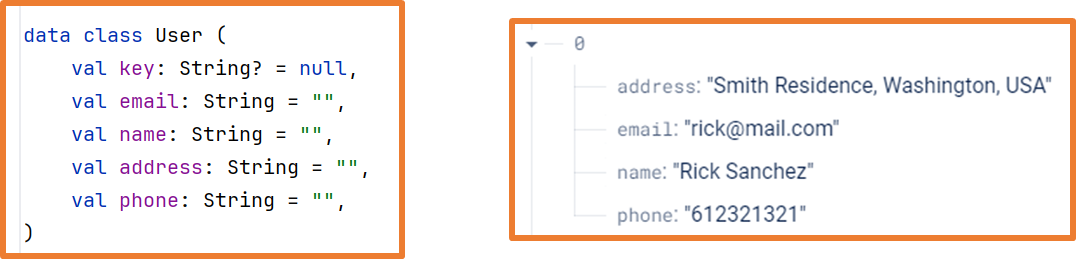 data class User (
val key: String? = null,
val email: String = "",
val name: String = "",
val address: String = "",
val phone: String = "",
)
0
address: "Smith Residence, Washington, USA"
email: "rick@mail.com"
name: "Rick Sanchez"
phone: "612321321"